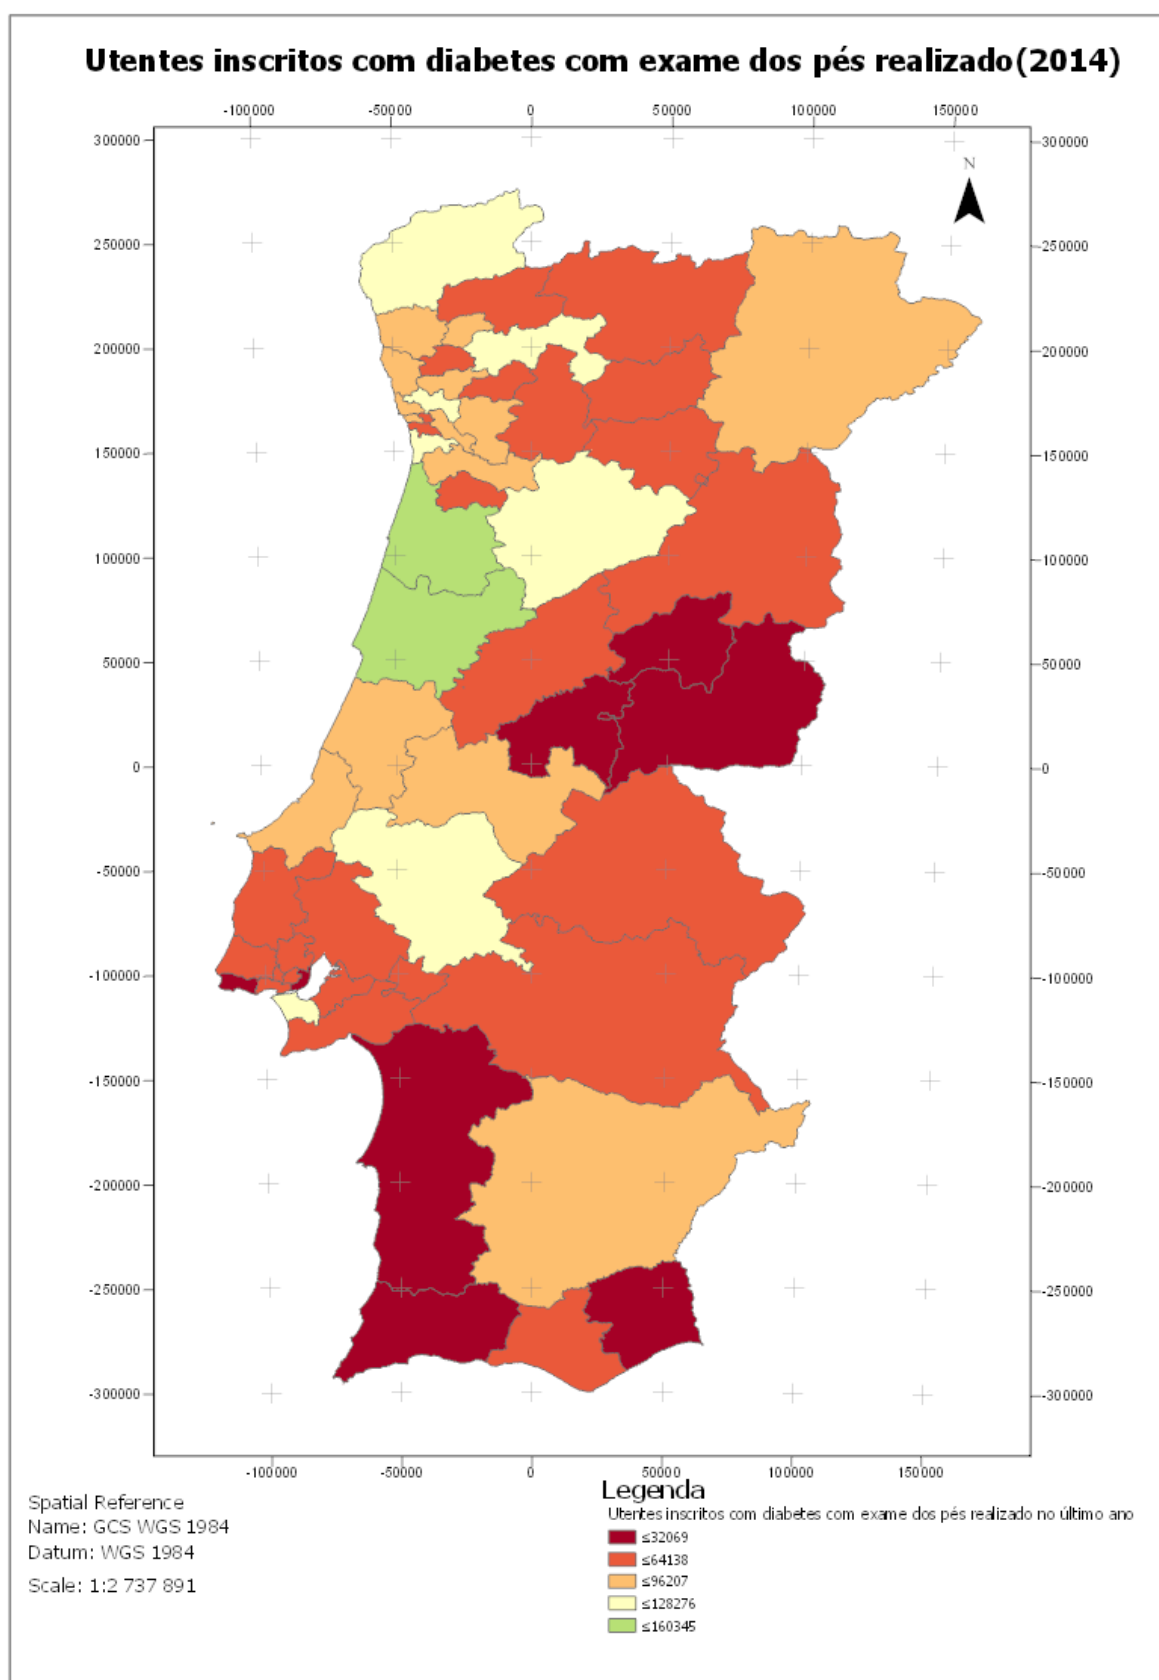 Utentes inscritos com diabetes com exame dos pés realizado(2014)
-100000 -50000 0 50000 100000 150000
300000 300000
N
250000 250000
200000 200000
150000 150000
100000 100000
50000 50000
0 0
-50000 -50000
-100000 -100000
-150000 -150000
-200000 -200000
-250000 -250000
-300000 -300000
-100000 -50000 0 50000 100000 150000
Legenda
Utentes inscritos com diabetes com exame dos pés realizado no último ano
≤32069
≤64138
≤96207
≤128276
≤160345
Spatial Reference
Name: GCS WGS 1984
Datum: WGS 1984
Scale: 1:2 737 891